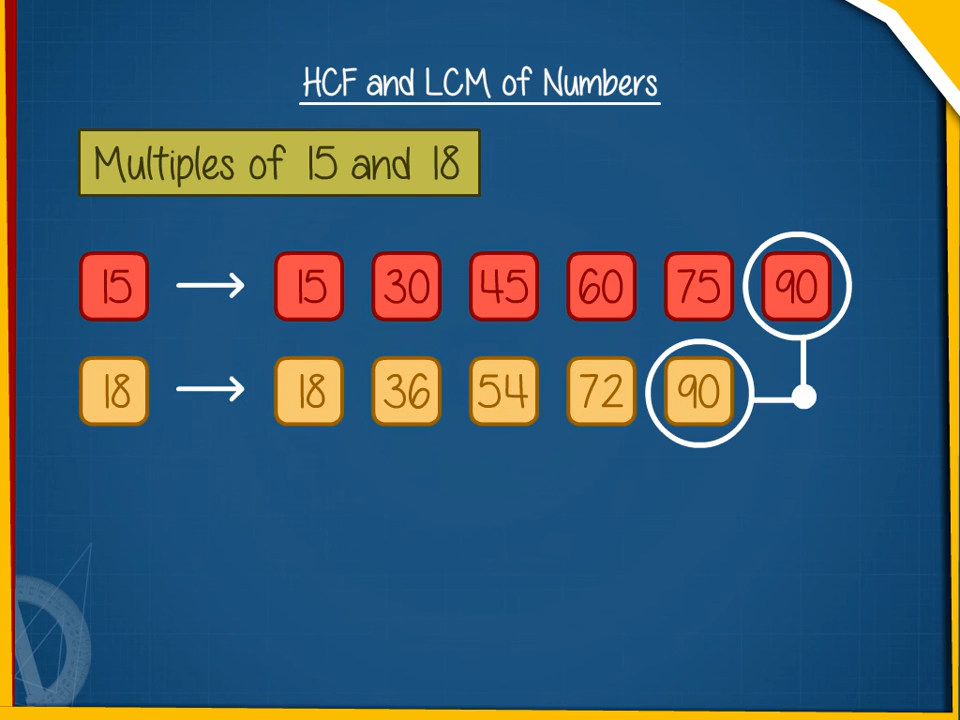 HCF and LCM of Numbers
Multiples of 15 and 18
15 → 15 30 45 60 75 90
18 → 18 36 54 72 90